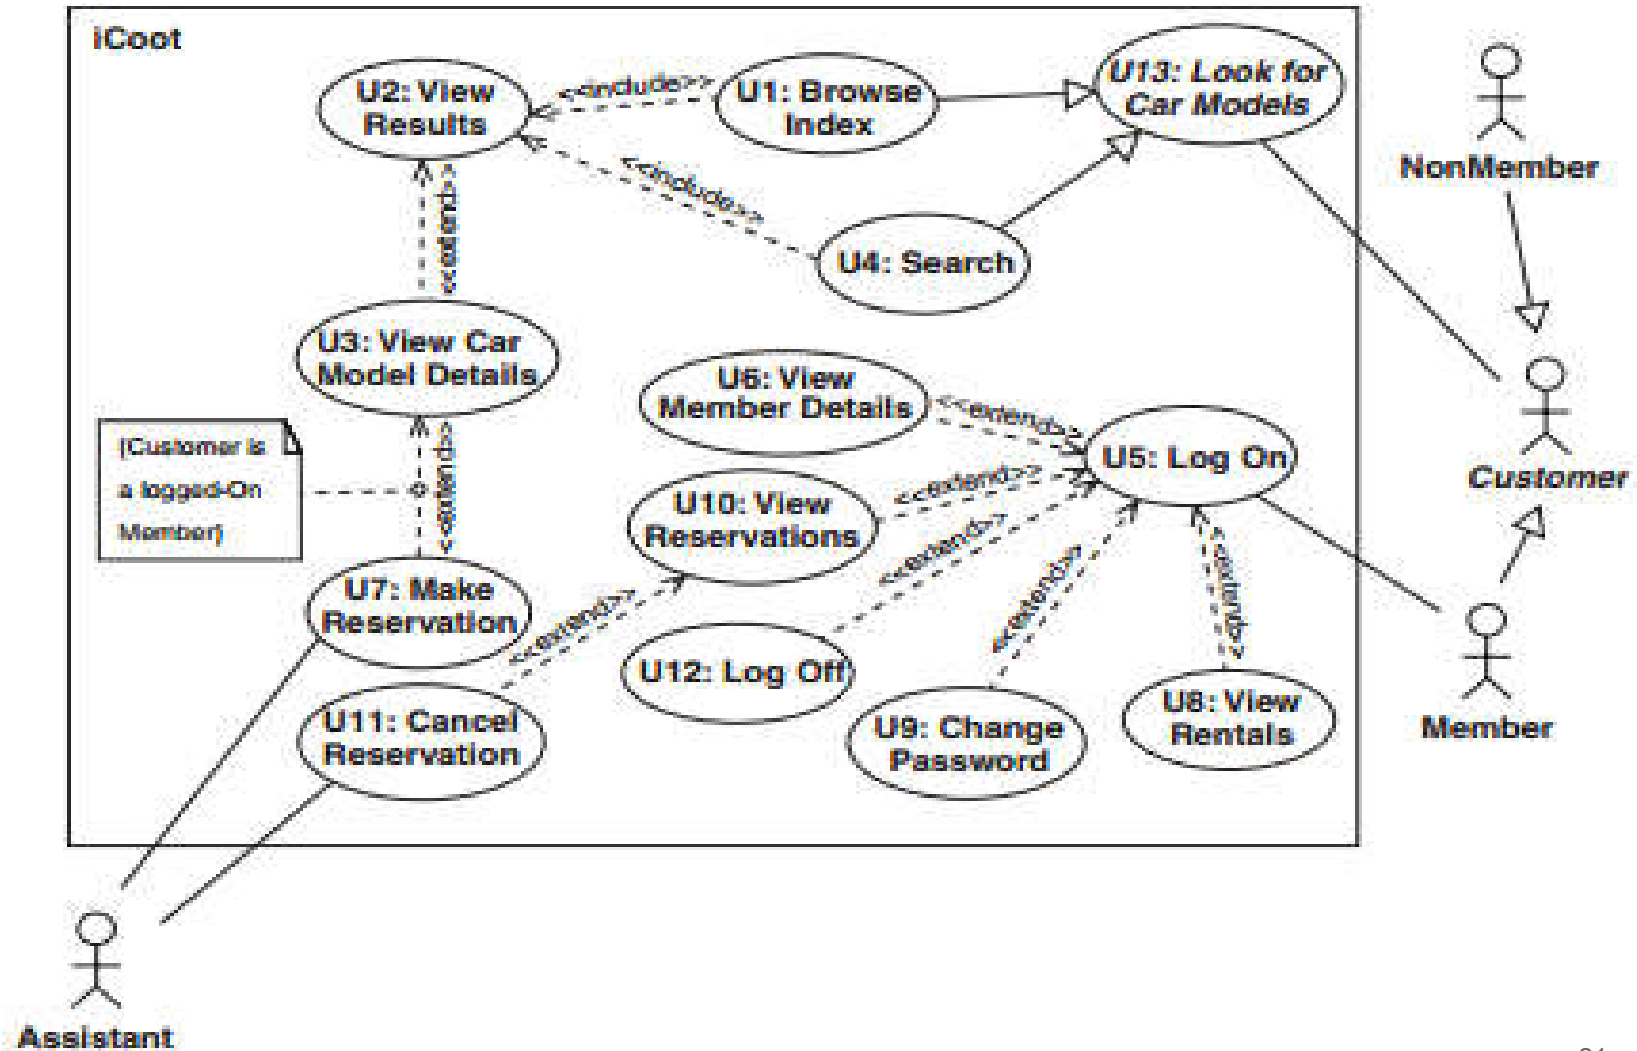 iCoot
U2: View
Results
<<include>>
U1: Browse
Index
U13: Look for
Car Models
NonMember
<<include>>
<<extend>>
U4: Search
U3: View Car
Model Details
U6: View
Member Details
<<extend>>
U5: Log On
Customer
{Customer is
a logged-On
Member}
<<extend>>
U10: View
Reservations
<<extend>>
<<extend>>
<<extend>>
<<extend>>
U7: Make
Reservation
<<extend>>
U12: Log Off
U11: Cancel
Reservation
U9: Change
Password
U8: View
Rentals
Member
Assistant